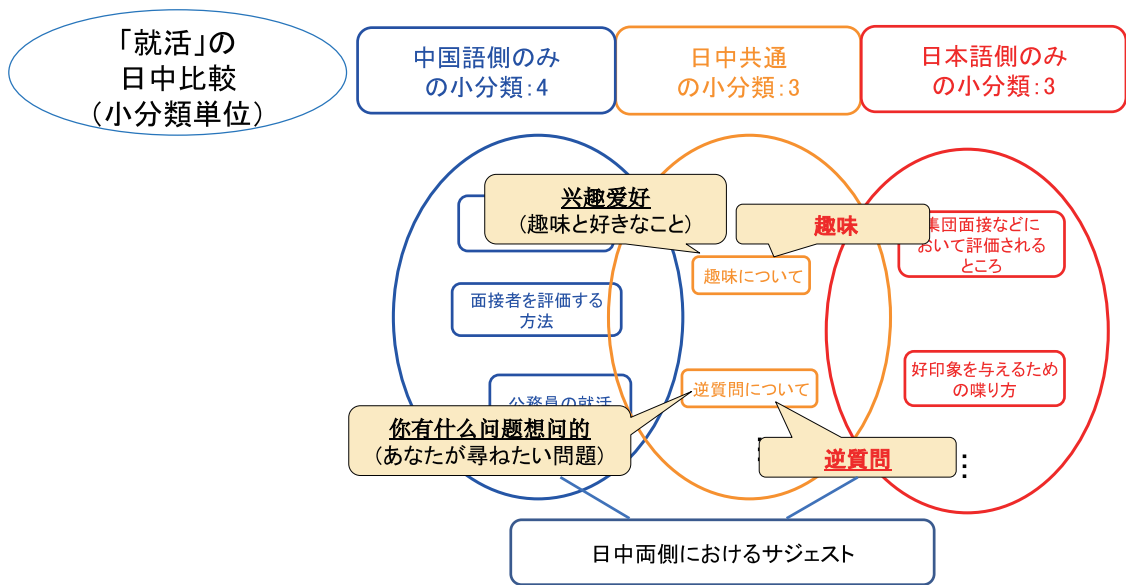 「就活」の
日中比較
(小分類単位)
中国語側のみ
の小分類:4
日中共通
の小分類:3
日本語側のみ
の小分類:3
兴趣爱好
(趣味と好きなこと)
趣味
集団面接などに
おいて評価される
ところ
趣味について
面接者を評価する
方法
好印象を与えるため
の喋り方
逆質問について
公務員の就活
你有什么问题想问的
(あなたが尋ねたい問題)
逆質問
:
日中両側におけるサジェスト